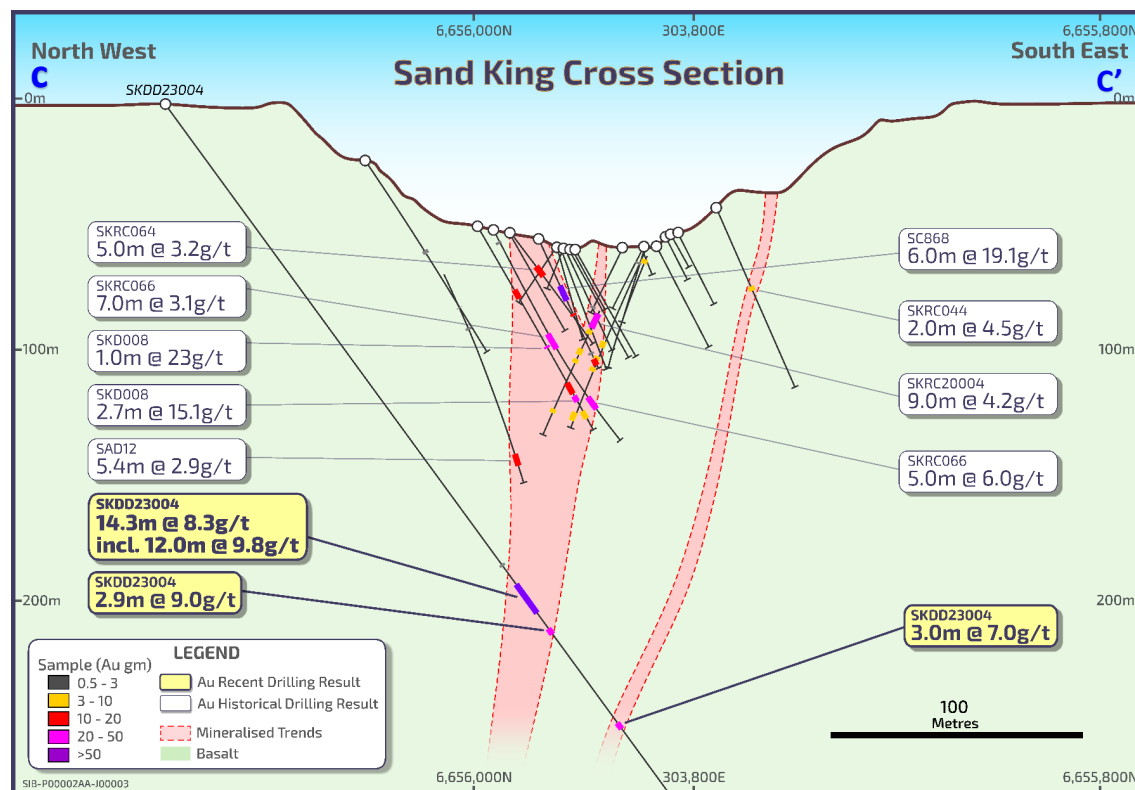 6,656,000N
303,800E
6,655,800N
North West
South East
C
Sand King Cross Section
C'
SKDD23004
0m
0m
SKRC064
5.0m @ 3.2g/t
SKRC066
7.0m @ 3.1g/t
SKD008
1.0m @ 23g/t
SKD008
2.7m @ 15.1g/t
SAD12
5.4m @ 2.9g/t
SKDD23004
14.3m @ 8.3g/t
incl. 12.0m @ 9.8g/t
SKDD23004
2.9m @ 9.0g/t
SC868
6.0m @ 19.1g/t
SKRC044
2.0m @ 4.5g/t
SKRC20004
9.0m @ 4.2g/t
SKRC066
5.0m @ 6.0g/t
SKDD23004
3.0m @ 7.0g/t
100m
100m
200m
200m
LEGEND
Sample (Au gm)
0.5 - 3
3 - 10
10 - 20
20 - 50
>50
Au Recent Drilling Result
Au Historical Drilling Result
Mineralised Trends
Basalt
100
Metres
SIB-P00002AA-J00003
6,656,000N
303,800E
6,655,800N